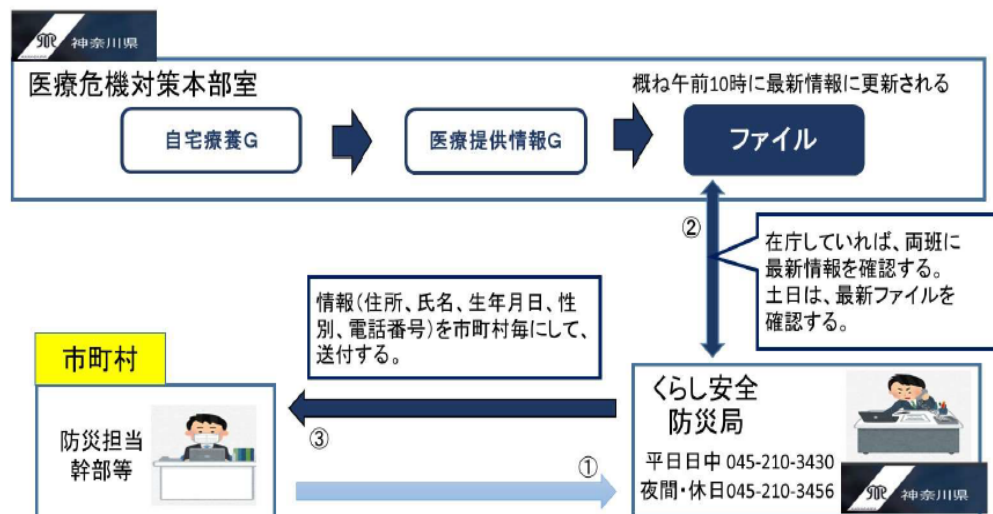 神奈川県
医療危機対策本部室
概ね午前10時に最新情報に更新される
自宅療養G
医療提供情報G
ファイル
②
在庁していれば、両班に
最新情報を確認する。
土日は、最新ファイルを
確認する。
情報(住所、氏名、生年月日、性
別、電話番号)を市町村毎にして、
送付する。
市町村
防災担当
幹部等
③
①
くらし安全
防災局
平日日中 045-210-3430
夜間・休日045-210-3456
神奈川県